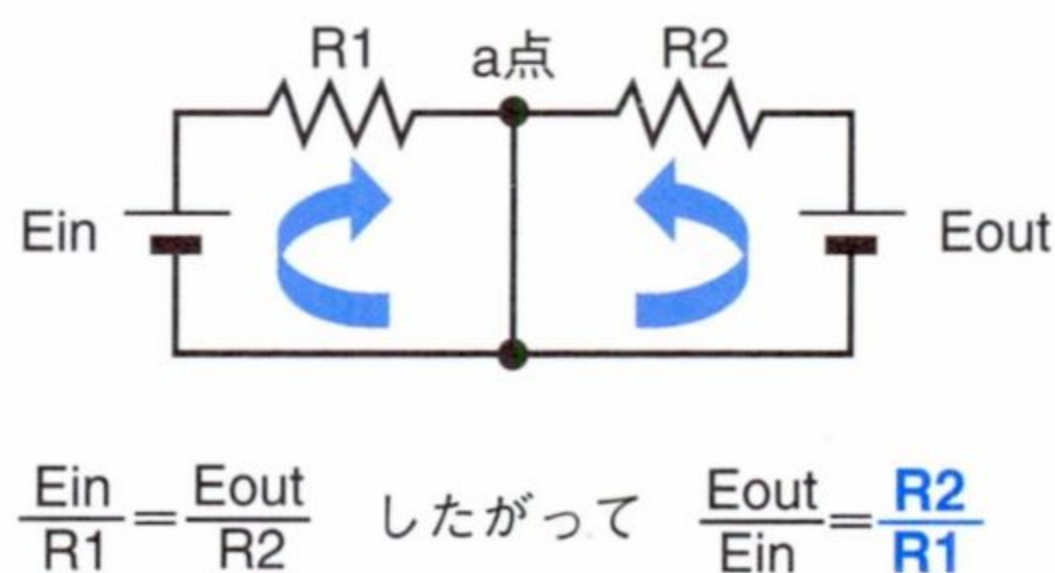 R1 a点 R2
Ein Eout
Ein/R1=Eout/R2 したがって Eout/Ein=R2/R1